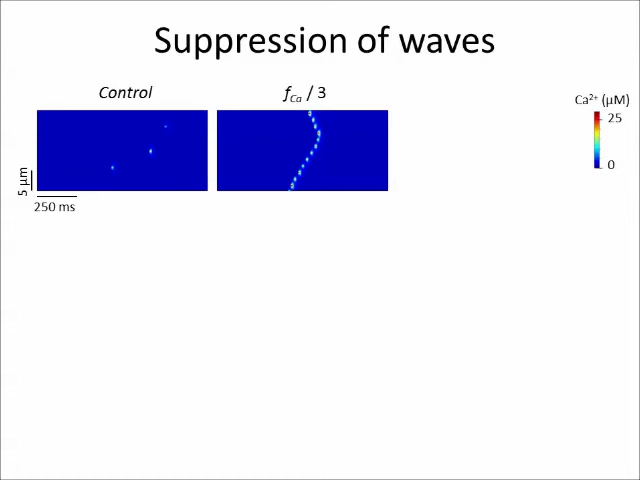 Suppression of waves
Control
fCa / 3
Ca²⁺ (µM)
25
0
5 µm
250 ms